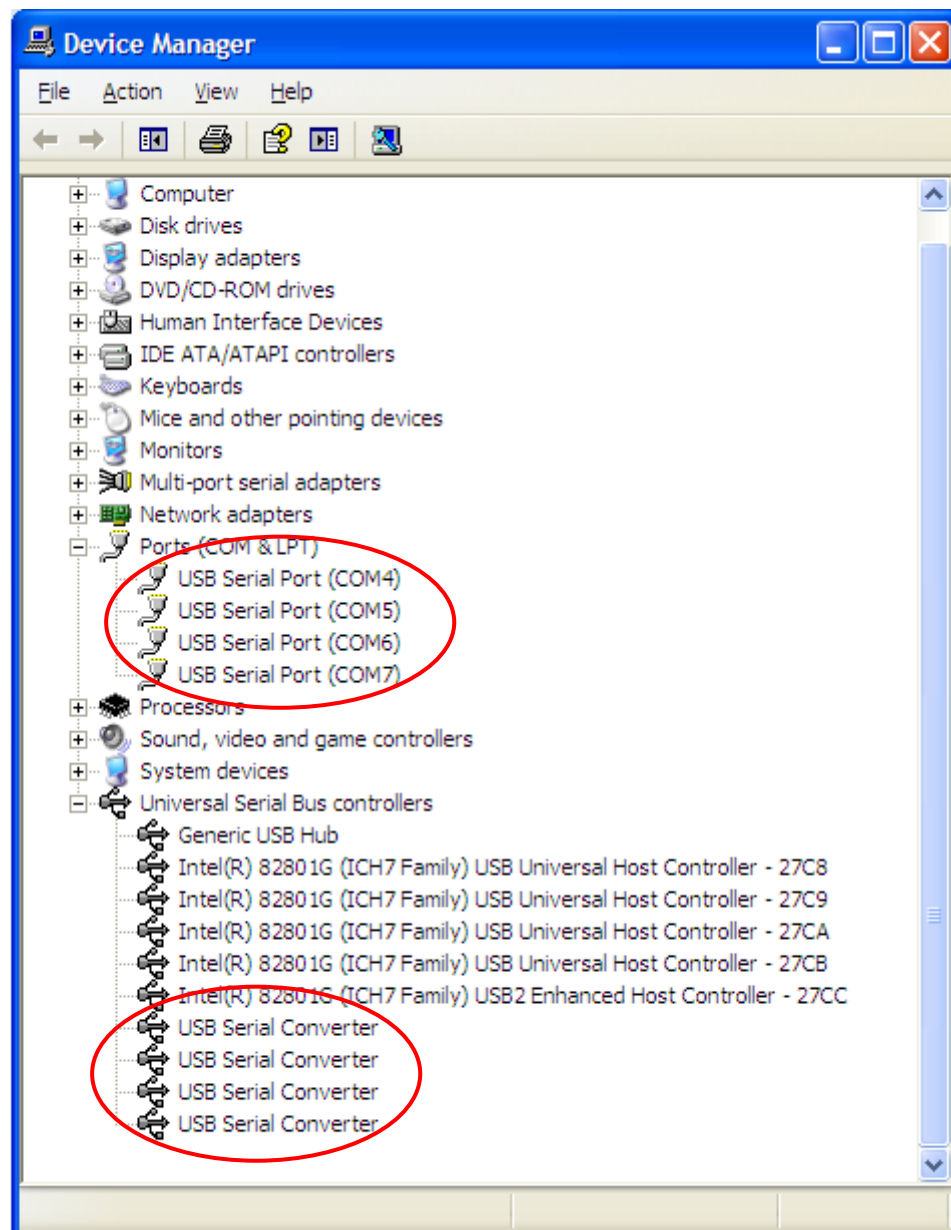 Device Manager
File Action View Help
Computer
Disk drives
Display adapters
DVD/CD-ROM drives
Human Interface Devices
IDE ATA/ATAPI controllers
Keyboards
Mice and other pointing devices
Monitors
Multi-port serial adapters
Network adapters
Ports (COM & LPT)
USB Serial Port (COM4)
USB Serial Port (COM5)
USB Serial Port (COM6)
USB Serial Port (COM7)
Processors
Sound, video and game controllers
System devices
Universal Serial Bus controllers
Generic USB Hub
Intel(R) 82801G (ICH7 Family) USB Universal Host Controller - 27C8
Intel(R) 82801G (ICH7 Family) USB Universal Host Controller - 27C9
Intel(R) 82801G (ICH7 Family) USB Universal Host Controller - 27CA
Intel(R) 82801G (ICH7 Family) USB Universal Host Controller - 27CB
Intel(R) 82801G (ICH7 Family) USB2 Enhanced Host Controller - 27CC
USB Serial Converter
USB Serial Converter
USB Serial Converter
USB Serial Converter